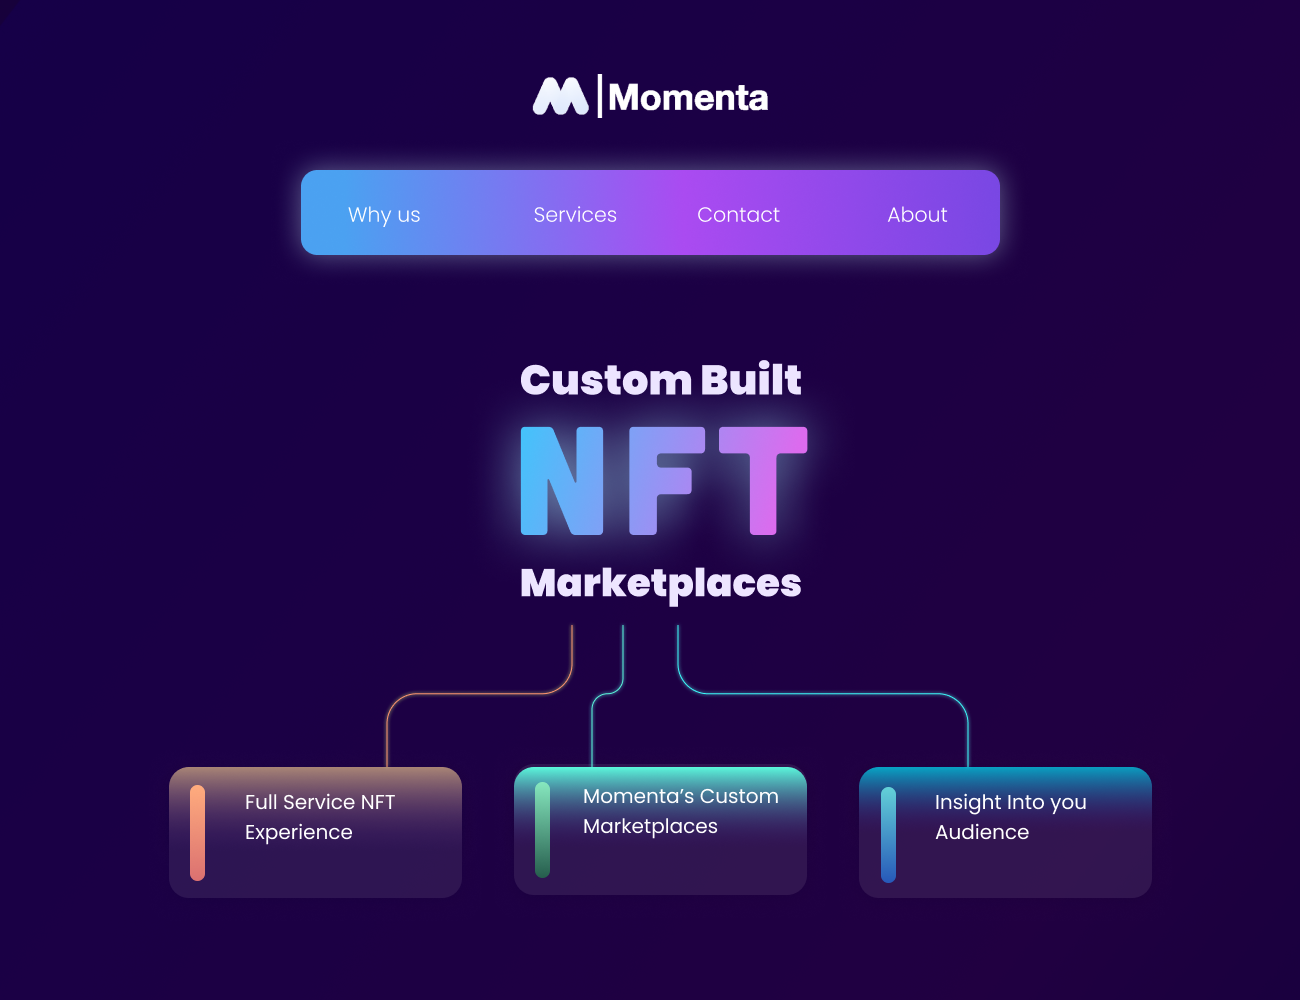 Momenta
Why us Services Contact About
Custom Built
NFT
Marketplaces
Full Service NFT
Experience
Momenta’s Custom
Marketplaces
Insight Into you
Audience